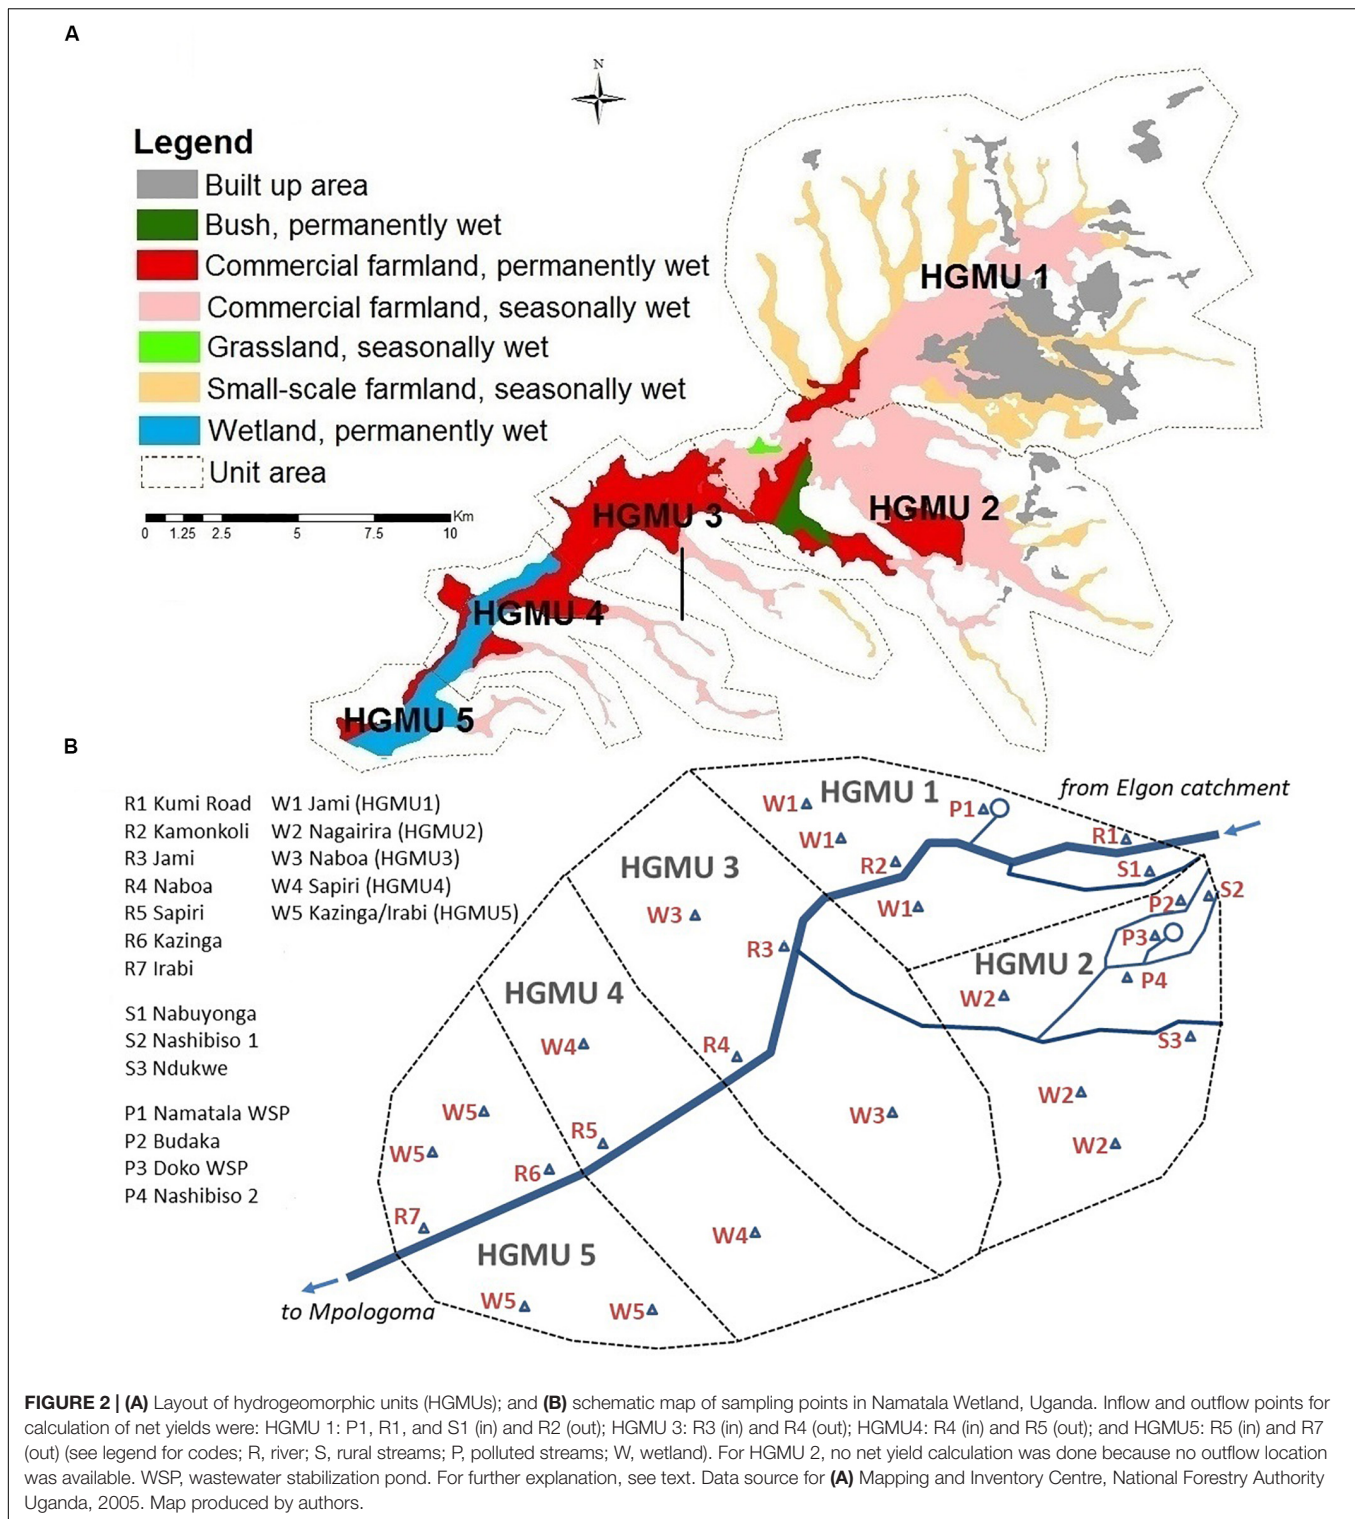 A
N
Legend
Built up area
Bush, permanently wet
Commercial farmland, permanently wet
Commercial farmland, seasonally wet
Grassland, seasonally wet
Small-scale farmland, seasonally wet
Wetland, permanently wet
Unit area
Km
0 1.25 2.5 5 7.5 10
HGMU 1
HGMU 2
HGMU 3
HGMU 4
HGMU 5
B
R1 Kumi Road
R2 Kamonkoli
R3 Jami
R4 Naboa
R5 Sapiri
R6 Kazinga
R7 Irabi
S1 Nabuyonga
S2 Nashibiso 1
S3 Ndukwe
P1 Namatala WSP
P2 Budaka
P3 Doko WSP
P4 Nashibiso 2
W1 Jami (HGMU1)
W2 Nagairira (HGMU2)
W3 Naboa (HGMU3)
W4 Sapiri (HGMU4)
W5 Kazinga/Irabi (HGMU5)
from Elgon catchment
HGMU 1
W1
P1
W1
R1
R2
S1
W1
S2
P2
P3
P4
HGMU 2
W2
S3
W2
W2
HGMU 3
W3
R3
R4
W3
HGMU 4
W4
R5
W4
W5
W5
R6
R7
HGMU 5
W5
W5
to Mpologoma
FIGURE 2 | (A) Layout of hydrogeomorphic units (HGMUs); and (B) schematic map of sampling points in Namatala Wetland, Uganda. Inflow and outflow points for
calculation of net yields were: HGMU 1: P1, R1, and S1 (in) and R2 (out); HGMU 3: R3 (in) and R4 (out); HGMU4: R4 (in) and R5 (out); and HGMU5: R5 (in) and R7
(out) (see legend for codes; R, river; S, rural streams; P, polluted streams; W, wetland). For HGMU 2, no net yield calculation was done because no outflow location
was available. WSP, wastewater stabilization pond. For further explanation, see text. Data source for (A) Mapping and Inventory Centre, National Forestry Authority
Uganda, 2005. Map produced by authors.